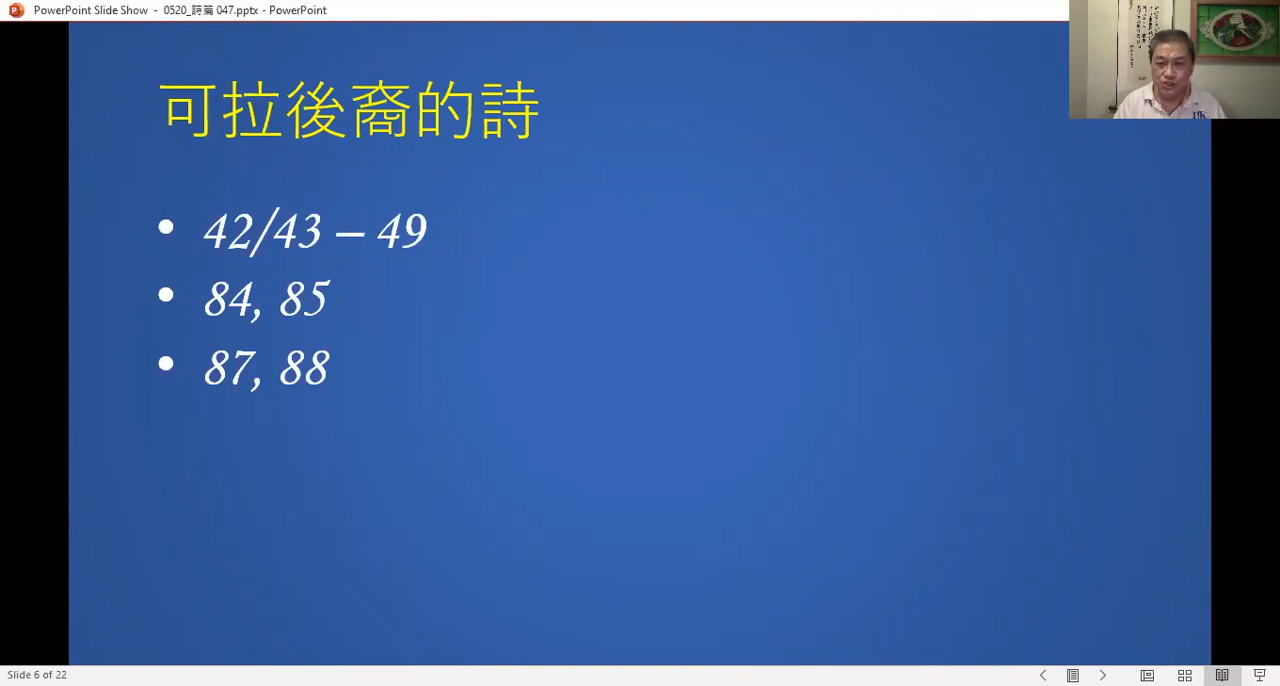 PowerPoint Slide Show - 0520_詩篇 047.pptx - PowerPoint
可拉後裔的詩
• 42/43 – 49
• 84, 85
• 87, 88
Slide 6 of 22